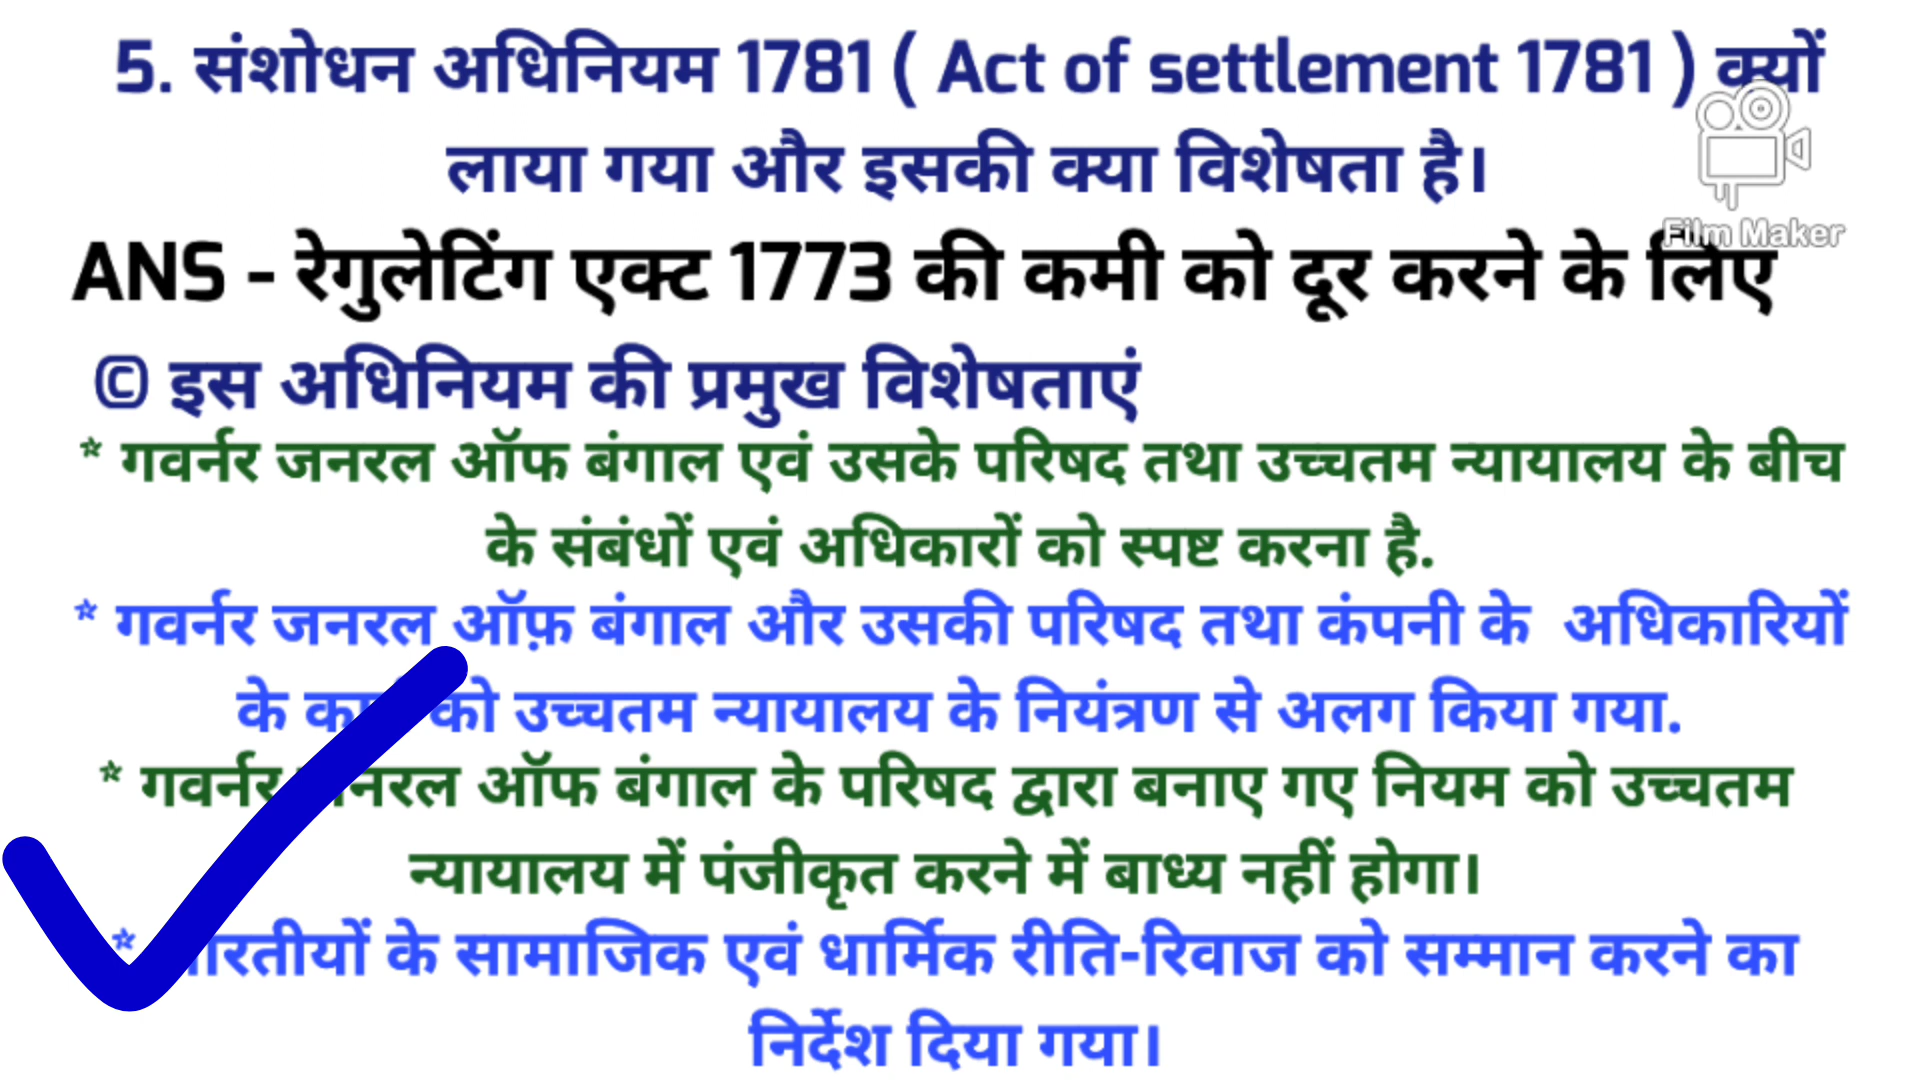 5. संशोधन अधिनियम 1781 ( Act of settlement 1781 ) क्यों
लाया गया और इसकी क्या विशेषता है।
Film Maker
ANS - रेगुलेटिंग एक्ट 1773 की कमी को दूर करने के लिए
© इस अधिनियम की प्रमुख विशेषताएं
* गवर्नर जनरल ऑफ बंगाल एवं उसके परिषद तथा उच्चतम न्यायालय के बीच
के संबंधों एवं अधिकारों को स्पष्ट करना है.
* गवर्नर जनरल ऑफ़ बंगाल और उसकी परिषद तथा कंपनी के अधिकारियों
के को उच्चतम न्यायालय के नियंत्रण से अलग किया गया.
* गवर्नर जनरल ऑफ बंगाल के परिषद द्वारा बनाए गए नियम को उच्चतम
न्यायालय में पंजीकृत करने में बाध्य नहीं होगा।
* भारतीयों के सामाजिक एवं धार्मिक रीति-रिवाज को सम्मान करने का
निर्देश दिया गया।